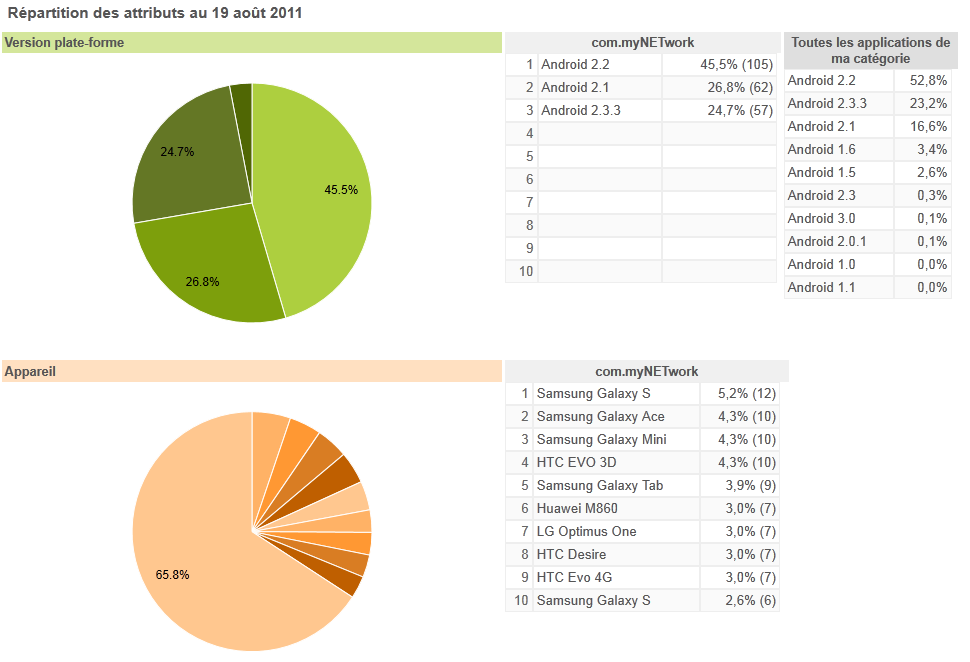 Répartition des attributs au 19 août 2011
Version plate-forme
45.5%
26.8%
24.7%
com.myNETwork
1 Android 2.2 45,5% (105)
2 Android 2.1 26,8% (62)
3 Android 2.3.3 24,7% (57)
4
5
6
7
8
9
10
Toutes les applications de
ma catégorie
Android 2.2 52,8%
Android 2.3.3 23,2%
Android 2.1 16,6%
Android 1.6 3,4%
Android 1.5 2,6%
Android 2.3 0,3%
Android 3.0 0,1%
Android 2.0.1 0,1%
Android 1.0 0,0%
Android 1.1 0,0%
Appareil
65.8%
com.myNETwork
1 Samsung Galaxy S 5,2% (12)
2 Samsung Galaxy Ace 4,3% (10)
3 Samsung Galaxy Mini 4,3% (10)
4 HTC EVO 3D 4,3% (10)
5 Samsung Galaxy Tab 3,9% (9)
6 Huawei M860 3,0% (7)
7 LG Optimus One 3,0% (7)
8 HTC Desire 3,0% (7)
9 HTC Evo 4G 3,0% (7)
10 Samsung Galaxy S 2,6% (6)